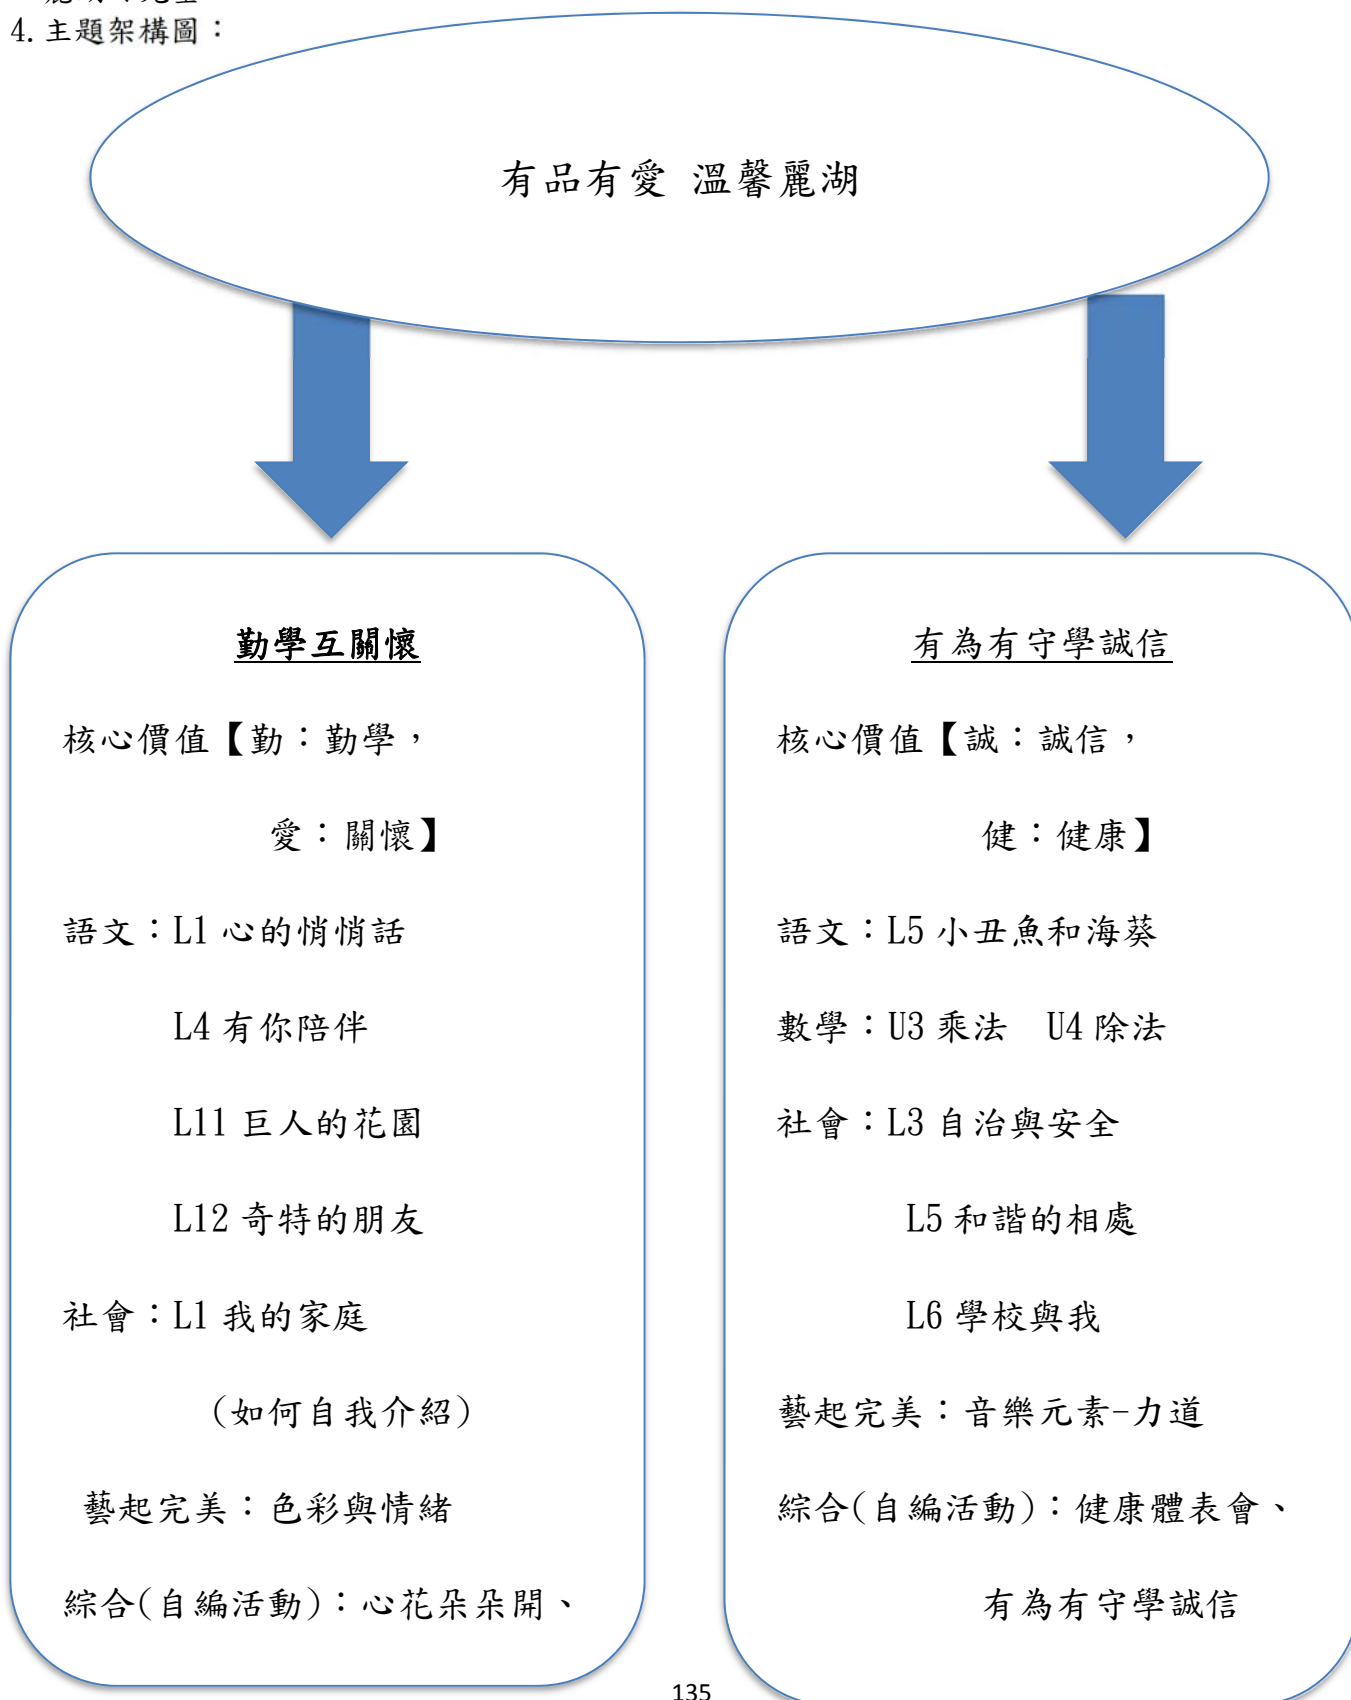 4.主題架構圖：
有品有愛 溫馨麗湖
勤學互關懷
核心價值【勤：勤學，
愛：關懷】
語文：L1 心的悄悄話
L4 有你陪伴
L11 巨人的花園
L12 奇特的朋友
社會：L1 我的家庭
(如何自我介紹)
藝起完美：色彩與情緒
綜合(自編活動)：心花朵朵開、
有為有守學誠信
核心價值【誠：誠信，
健：健康】
語文：L5 小丑魚和海葵
數學：U3 乘法 U4 除法
社會：L3 自治與安全
L5 和諧的相處
L6 學校與我
藝起完美：音樂元素-力道
綜合(自編活動)：健康體表會、
有為有守學誠信
135